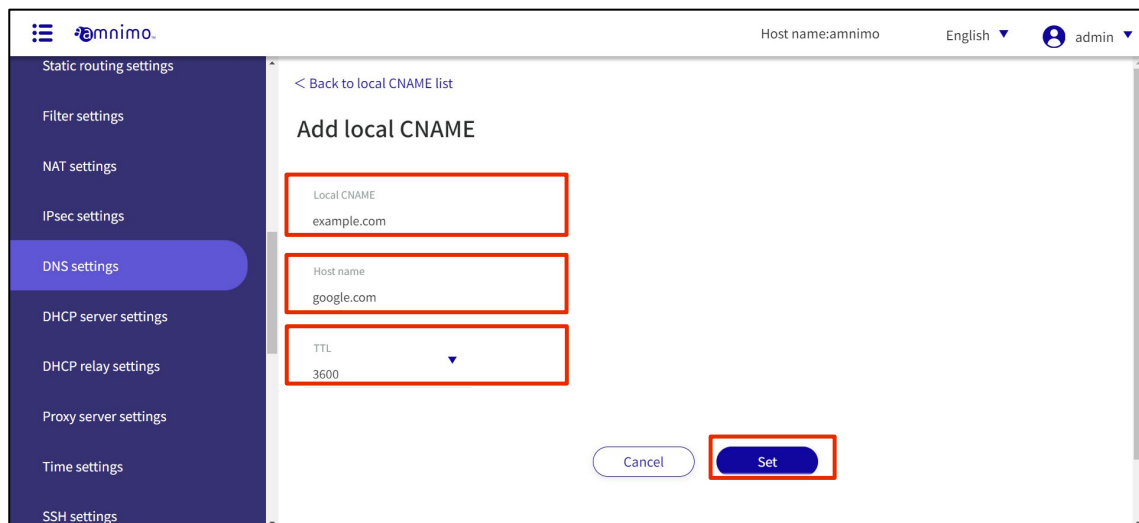 amnimo
Host name:amnimo
English
admin
Static routing settings
Filter settings
NAT settings
IPsec settings
DNS settings
DHCP server settings
DHCP relay settings
Proxy server settings
Time settings
SSH settings
< Back to local CNAME list
Add local CNAME
Local CNAME
example.com
Host name
google.com
TTL
3600
Cancel
Set